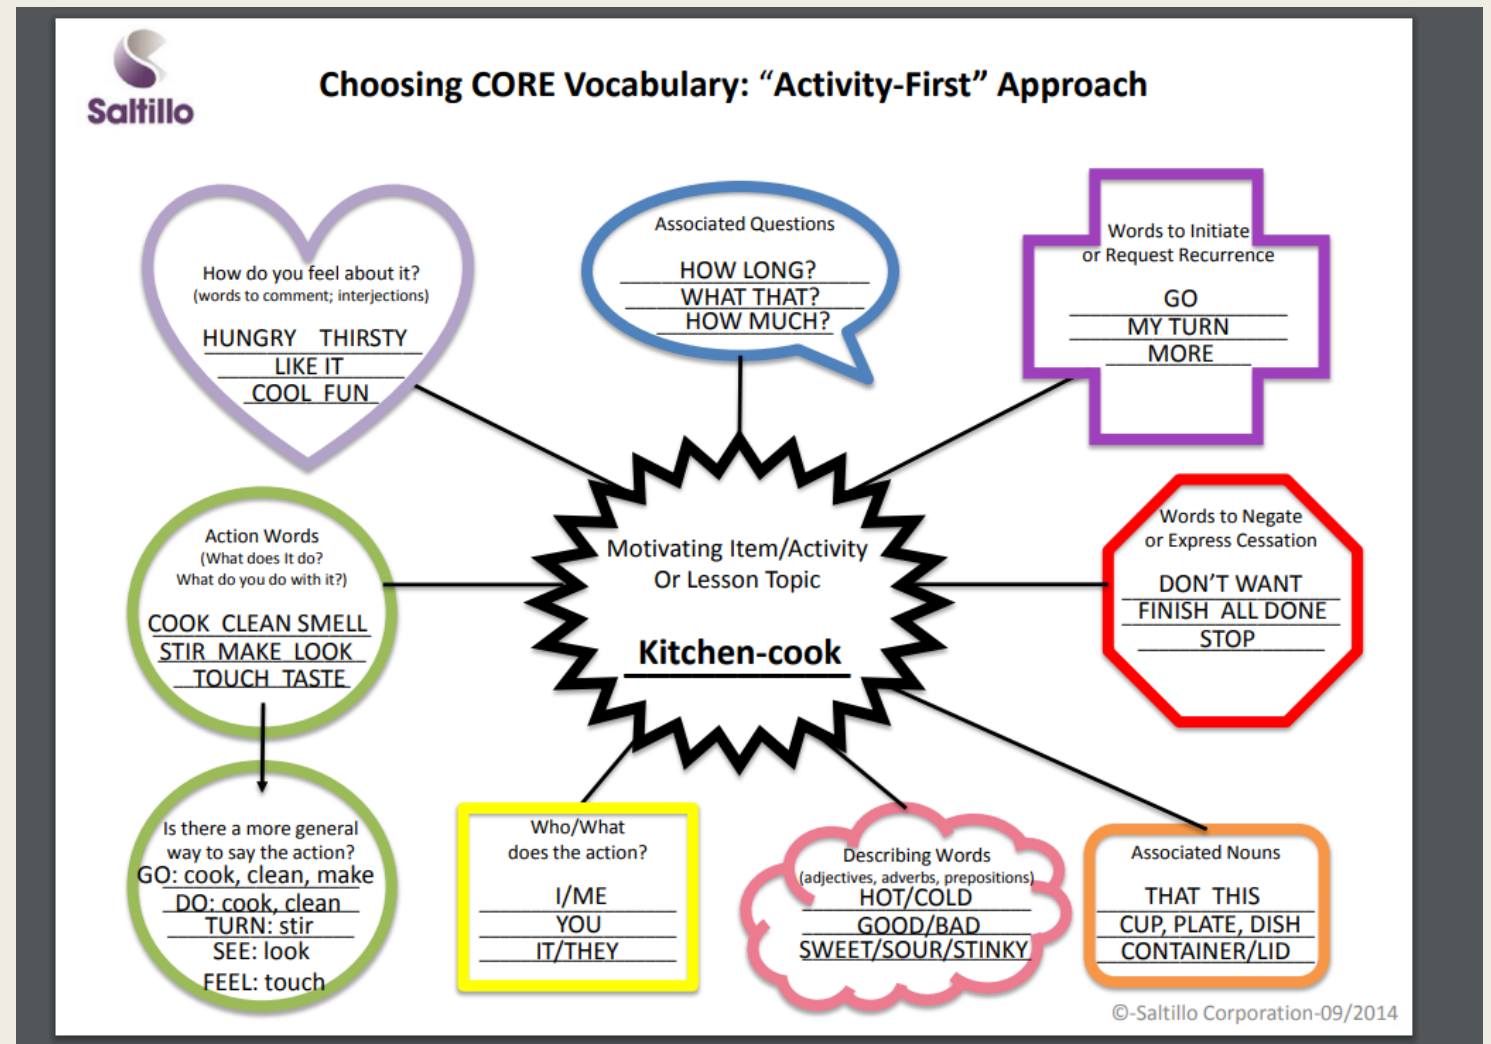 Saltillo
Choosing CORE Vocabulary: “Activity-First” Approach
How do you feel about it?
(words to comment; interjections)
HUNGRY THIRSTY
LIKE IT
COOL FUN
Associated Questions
HOW LONG?
WHAT THAT?
HOW MUCH?
Words to Initiate
or Request Recurrence
GO
MY TURN
MORE
Action Words
(What does It do?
What do you do with it?)
COOK CLEAN SMELL
STIR MAKE LOOK
TOUCH TASTE
Motivating Item/Activity
Or Lesson Topic
Kitchen-cook
Words to Negate
or Express Cessation
DON’T WANT
FINISH ALL DONE
STOP
Is there a more general
way to say the action?
GO: cook, clean, make
DO: cook, clean
TURN: stir
SEE: look
FEEL: touch
Who/What
does the action?
I/ME
YOU
IT/THEY
Describing Words
(adjectives, adverbs, prepositions)
HOT/COLD
GOOD/BAD
SWEET/SOUR/STINKY
Associated Nouns
THAT THIS
CUP, PLATE, DISH
CONTAINER/LID
©-Saltillo Corporation-09/2014